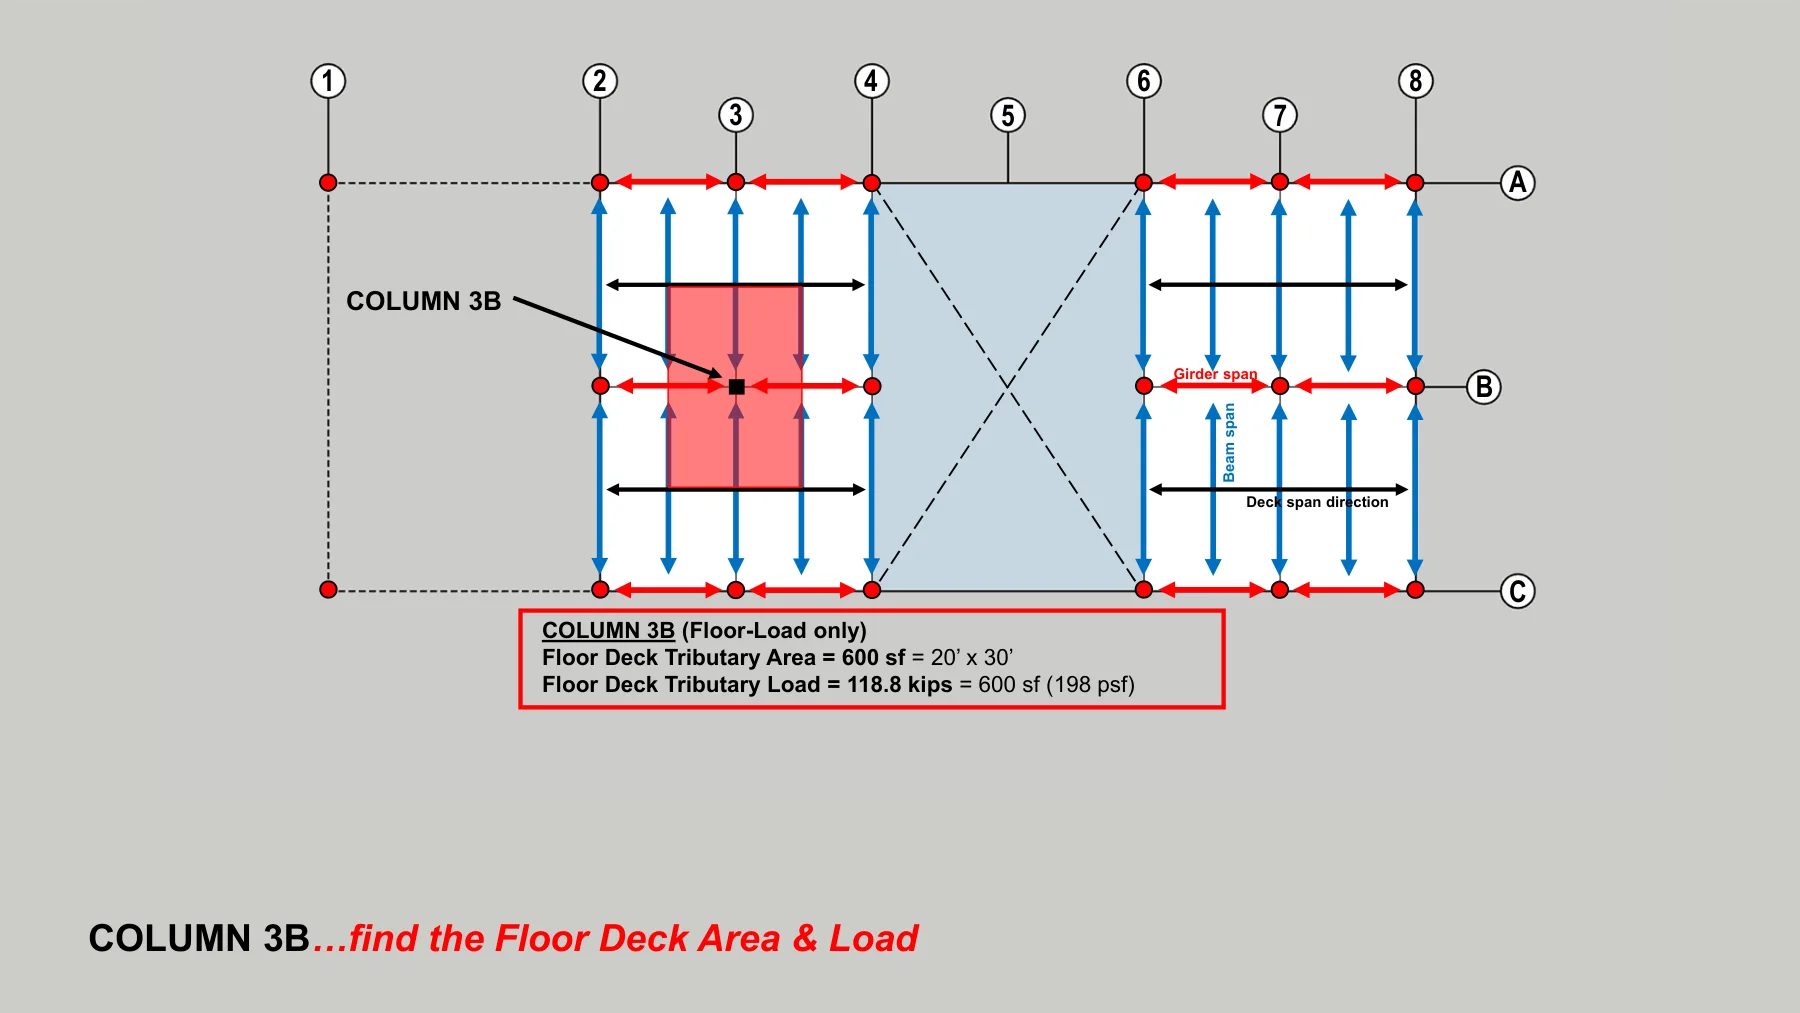 1
2
4
6
8
3
5
7
A
COLUMN 3B
Girder span
B
Beam span
Deck span direction
C
COLUMN 3B (Floor-Load only)
Floor Deck Tributary Area = 600 sf = 20’ x 30’
Floor Deck Tributary Load = 118.8 kips = 600 sf (198 psf)
COLUMN 3B…find the Floor Deck Area & Load